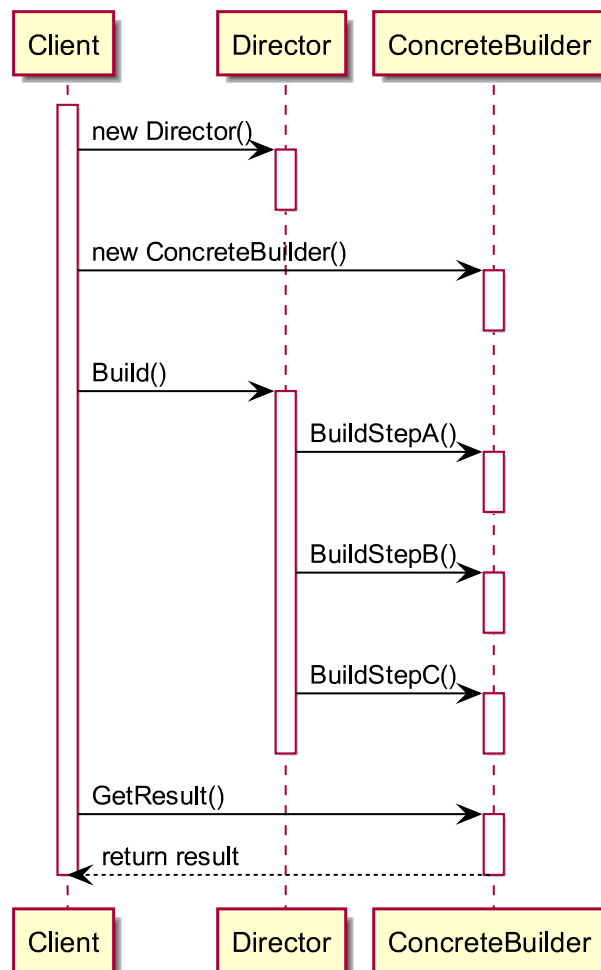 Client Director ConcreteBuilder
new Director()
new ConcreteBuilder()
Build()
BuildStepA()
BuildStepB()
BuildStepC()
GetResult()
return result
Client Director ConcreteBuilder